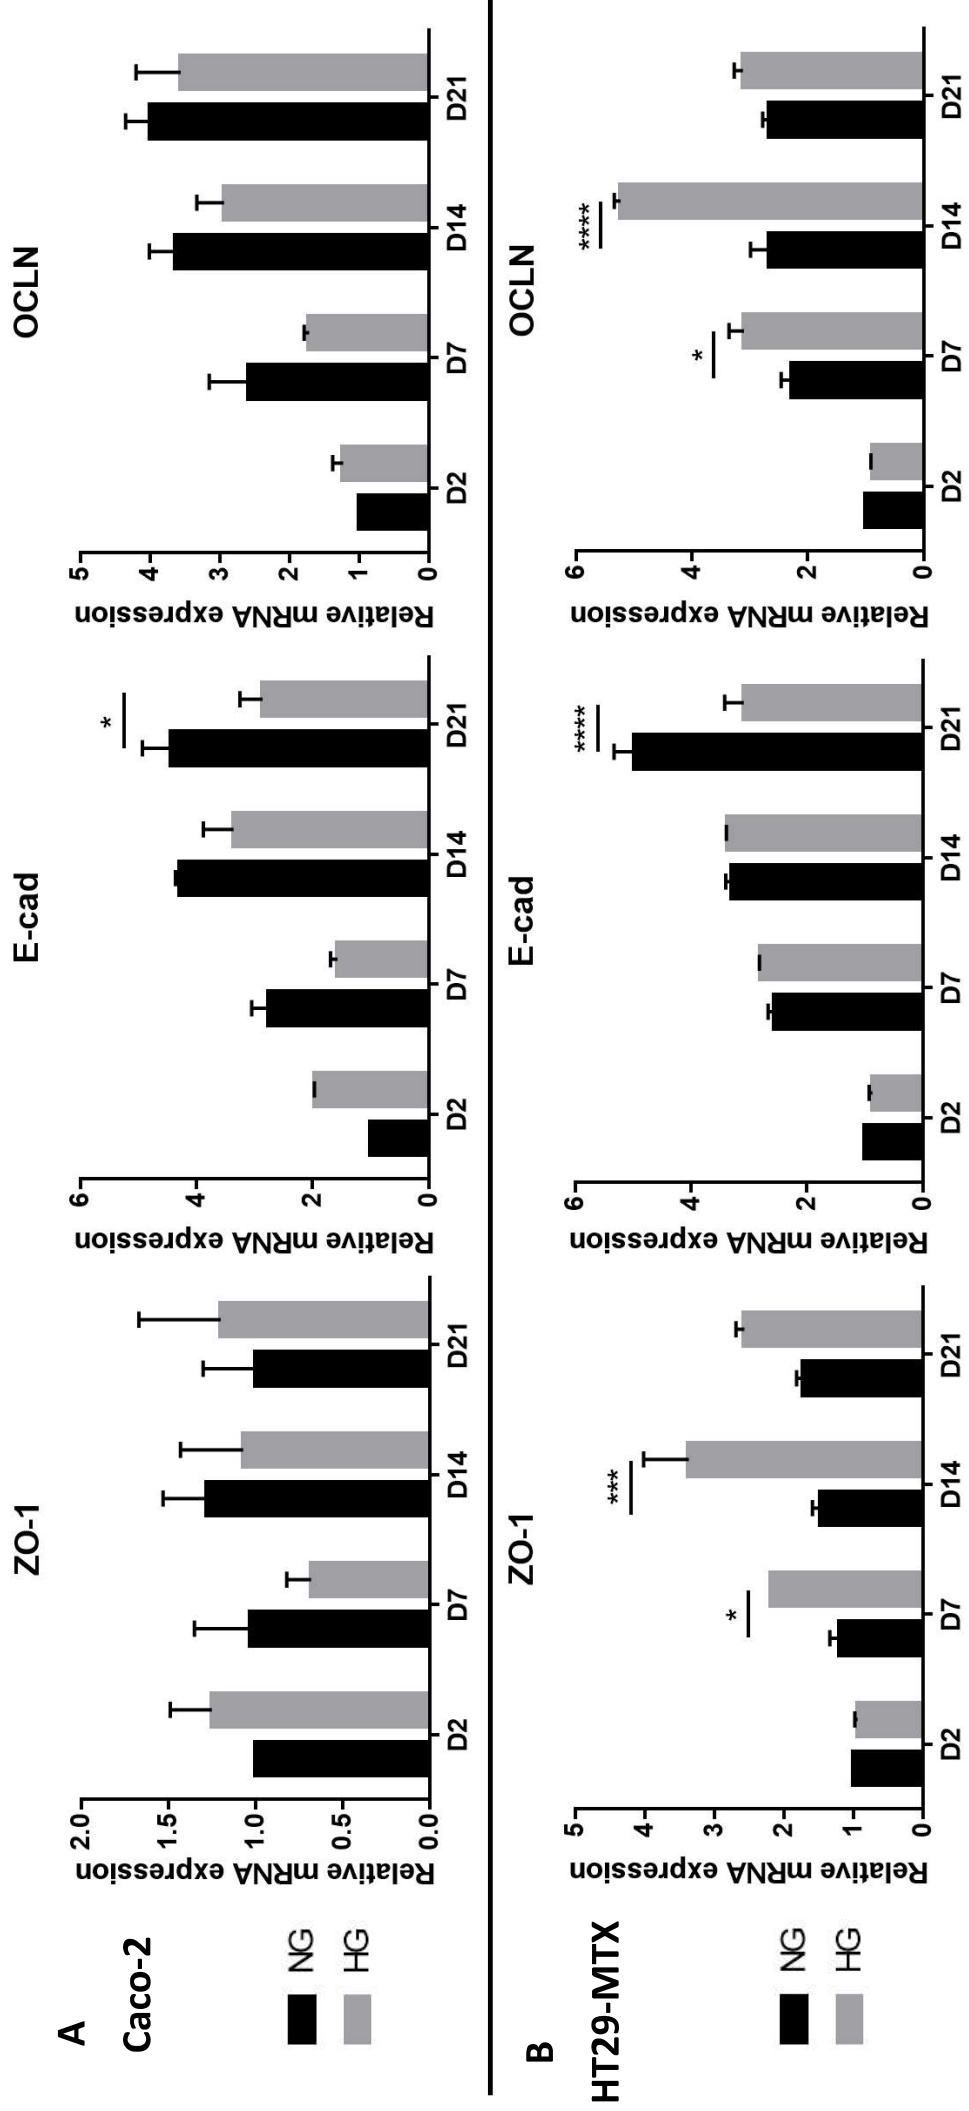 A
Caco-2
NG
HG
ZO-1
Relative mRNA expression
2.0
1.5
1.0
0.5
0.0
D2
D7
D14
D21
E-cad
Relative mRNA expression
6
4
2
0
*
D2
D7
D14
D21
OCLN
Relative mRNA expression
5
4
3
2
1
0
D2
D7
D14
D21
B
HT29-MTX
NG
HG
ZO-1
Relative mRNA expression
5
4
3
2
1
0
*
***
D2
D7
D14
D21
E-cad
Relative mRNA expression
6
4
2
0
****
D2
D7
D14
D21
OCLN
Relative mRNA expression
6
4
2
0
*
****
D2
D7
D14
D21